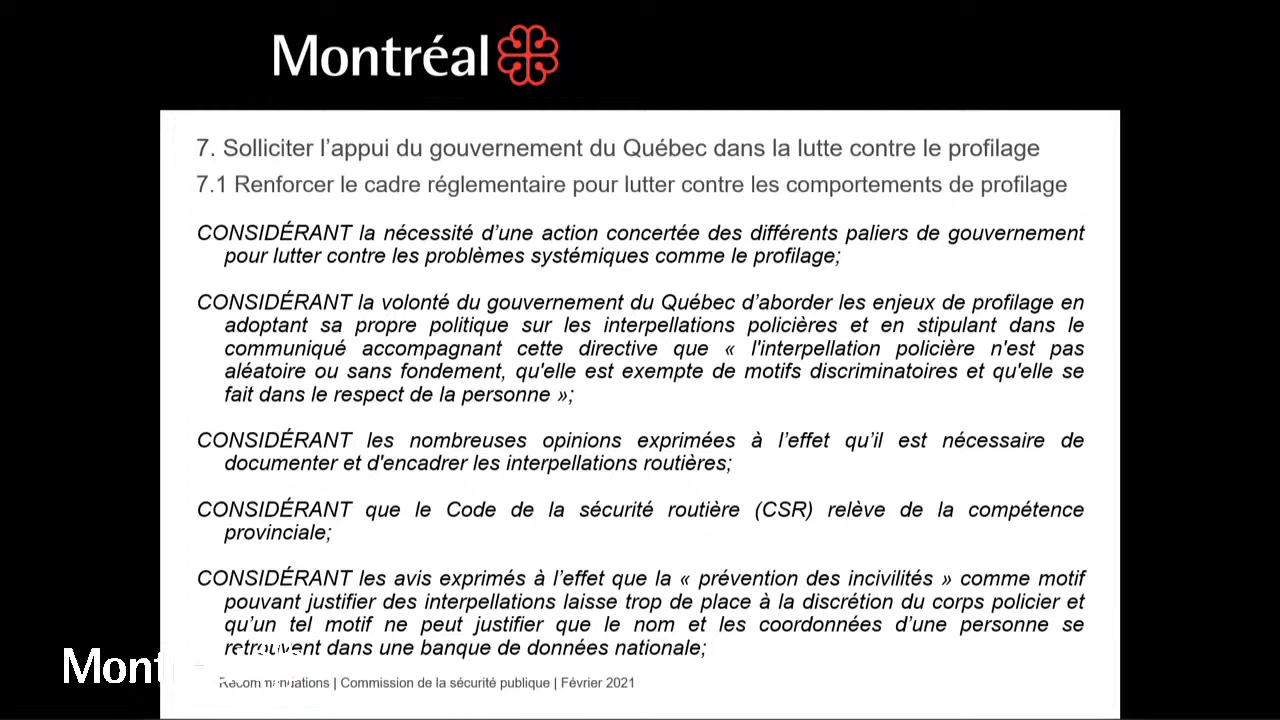 Montréal
7. Solliciter l’appui du gouvernement du Québec dans la lutte contre le profilage
7.1 Renforcer le cadre réglementaire pour lutter contre les comportements de profilage
CONSIDÉRANT la nécessité d’une action concertée des différents paliers de gouvernement
pour lutter contre les problèmes systémiques comme le profilage;
CONSIDÉRANT la volonté du gouvernement du Québec d’aborder les enjeux de profilage en
adoptant sa propre politique sur les interpellations policières et en stipulant dans le
communiqué accompagnant cette directive que « l'interpellation policière n'est pas
aléatoire ou sans fondement, qu'elle est exempte de motifs discriminatoires et qu'elle se
fait dans le respect de la personne »;
CONSIDÉRANT les nombreuses opinions exprimées à l’effet qu’il est nécessaire de
documenter et d'encadrer les interpellations routières;
CONSIDÉRANT que le Code de la sécurité routière (CSR) relève de la compétence
provinciale;
CONSIDÉRANT les avis exprimés à l’effet que la « prévention des incivilités » comme motif
pouvant justifier des interpellations laisse trop de place à la discrétion du corps policier et
qu’un tel motif ne peut justifier que le nom et les coordonnées d’une personne se
retrouvent dans une banque de données nationale;
Recommandations | Commission de la sécurité publique | Février 2021